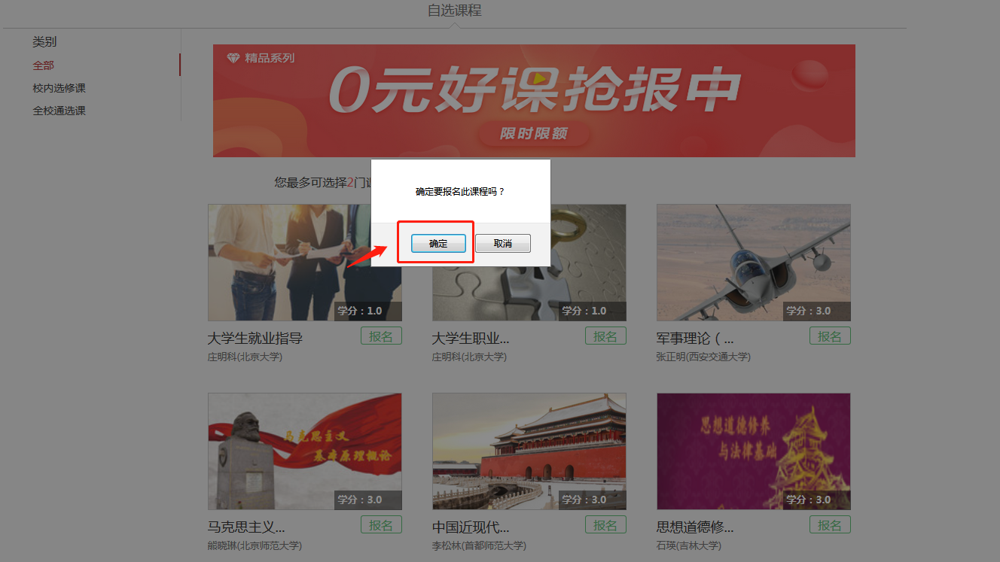 自选课程
类别
全部
校内选修课
全校通选课
精品系列
0元好课抢报中
限时限额
您最多可选择2门
确定要报名此课程吗？
确定
取消
学分：1.0
学分：1.0
学分：3.0
大学生就业指导
报名
大学生职业...
报名
军事理论（...
报名
庄明科(北京大学)
庄明科(北京大学)
张正明(西安交通大学)
马克思主义
基本原理概论
思想道德修养
与法律基础
学分：3.0
学分：3.0
学分：3.0
马克思主义...
报名
中国近现代...
报名
思想道德修...
报名
熊晓琳(北京师范大学)
李松林(首都师范大学)
石瑛(吉林大学)